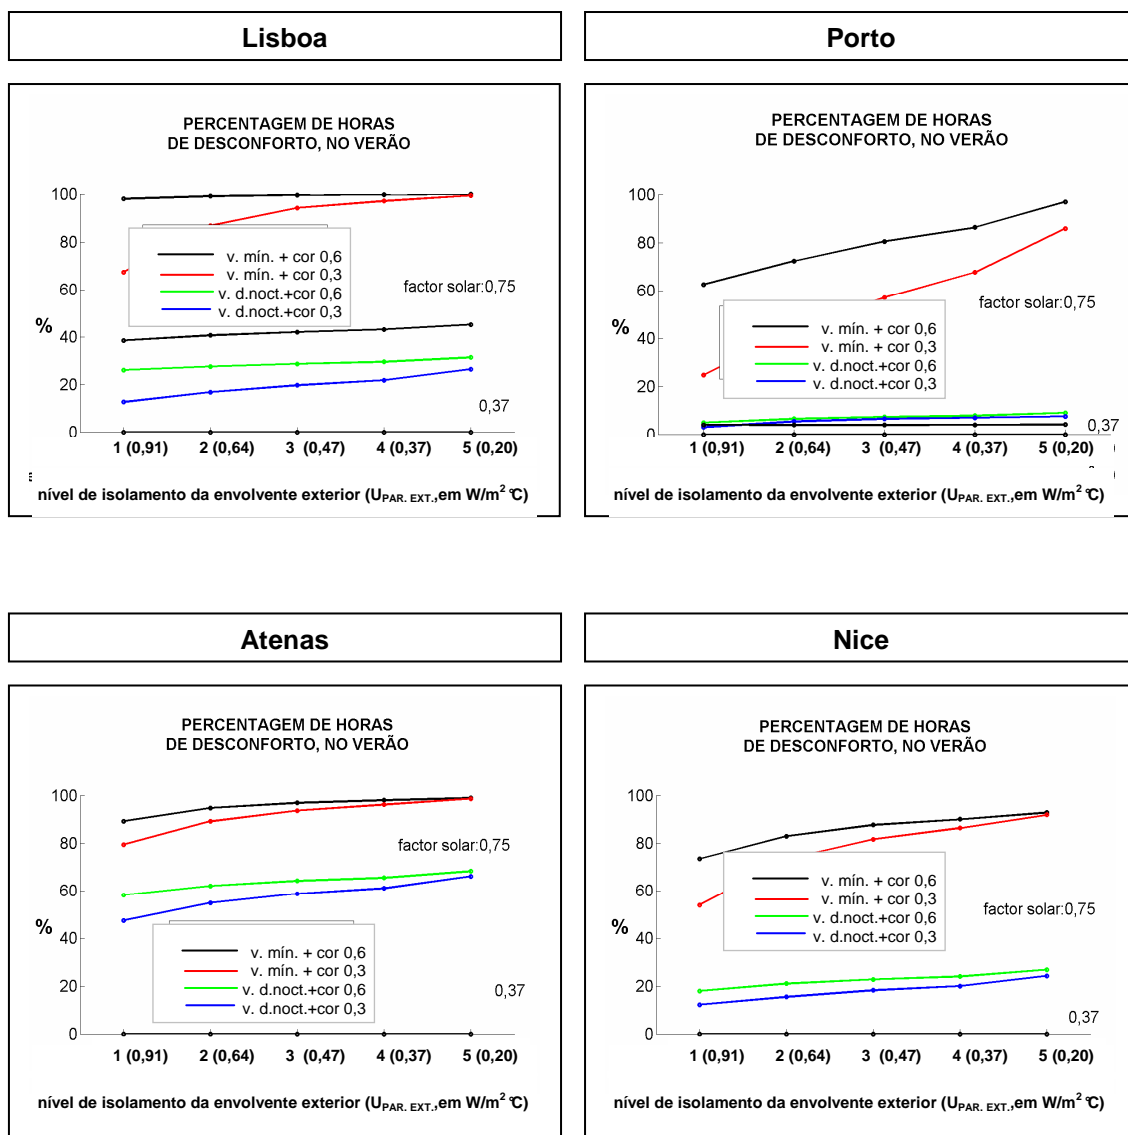 Lisboa
PERCENTAGEM DE HORAS
DE DESCONFORTO, NO VERÃO
100
80
60
%
40
20
0
v. mín. + cor 0,6
v. mín. + cor 0,3
v. d.noct.+cor 0,6
v. d.noct.+cor 0,3
factor solar:0,75
0,37
1 (0,91) 2 (0,64) 3 (0,47) 4 (0,37) 5 (0,20)
nível de isolamento da envolvente exterior (UPAR. EXT.,em W/m² °C)
Porto
PERCENTAGEM DE HORAS
DE DESCONFORTO, NO VERÃO
100
80
60
%
40
20
0
factor solar:0,75
v. mín. + cor 0,6
v. mín. + cor 0,3
v. d.noct.+cor 0,6
v. d.noct.+cor 0,3
0,37
1 (0,91) 2 (0,64) 3 (0,47) 4 (0,37) 5 (0,20)
nível de isolamento da envolvente exterior (UPAR. EXT.,em W/m² °C)
Atenas
PERCENTAGEM DE HORAS
DE DESCONFORTO, NO VERÃO
100
80
60
%
40
20
0
factor solar:0,75
v. mín. + cor 0,6
v. mín. + cor 0,3
v. d.noct.+cor 0,6
v. d.noct.+cor 0,3
0,37
1 (0,91) 2 (0,64) 3 (0,47) 4 (0,37) 5 (0,20)
nível de isolamento da envolvente exterior (UPAR. EXT.,em W/m² °C)
Nice
PERCENTAGEM DE HORAS
DE DESCONFORTO, NO VERÃO
100
80
60
%
40
20
0
v. mín. + cor 0,6
v. mín. + cor 0,3
v. d.noct.+cor 0,6
v. d.noct.+cor 0,3
factor solar:0,75
0,37
1 (0,91) 2 (0,64) 3 (0,47) 4 (0,37) 5 (0,20)
nível de isolamento da envolvente exterior (UPAR. EXT.,em W/m² °C)